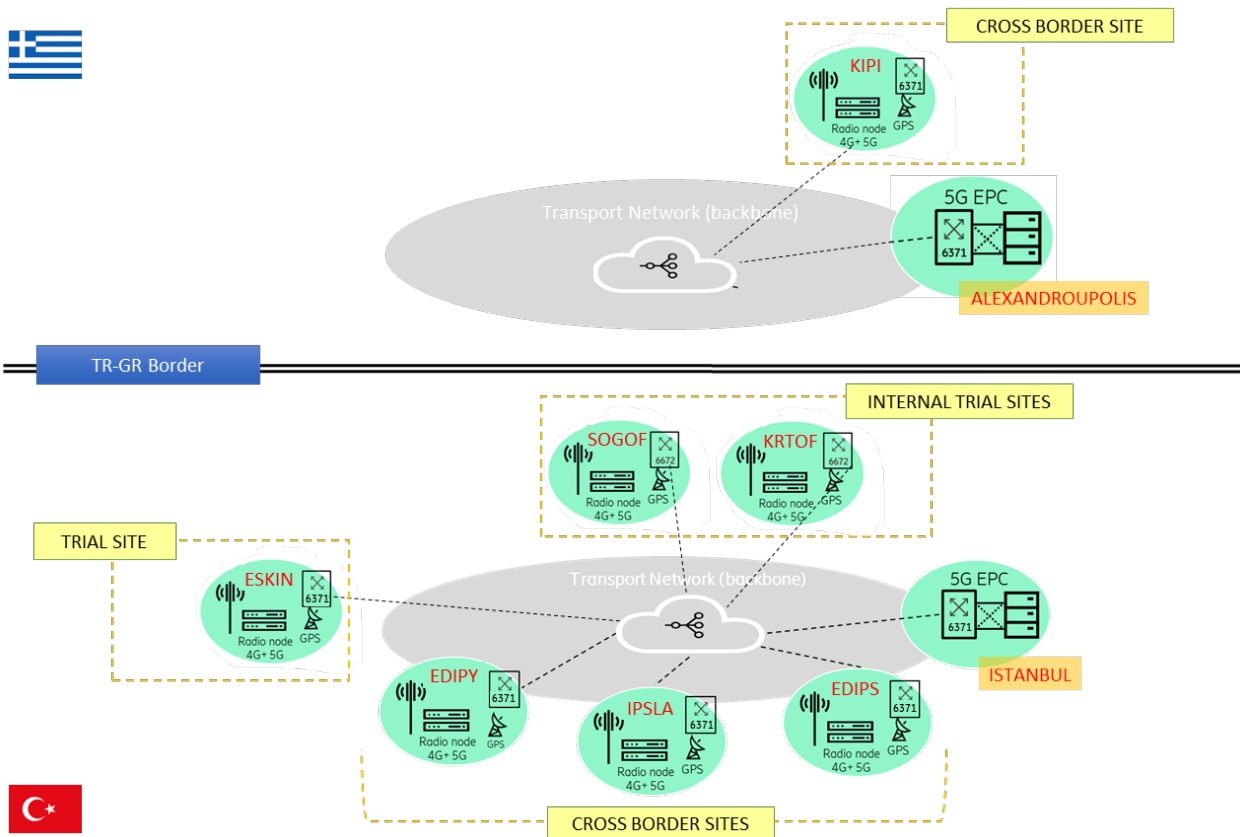 CROSS BORDER SITE
KIPI
6371
Radio node
4G+ 5G
GPS
Transport Network (backbone)
5G EPC
6371
ALEXANDROUPOLIS
TR-GR Border
INTERNAL TRIAL SITES
SOGOF
6672
Radio node
4G+ 5G
GPS
KRTOF
6672
Radio node
4G+ 5G
GPS
TRIAL SITE
ESKIN
6371
Radio node
4G+ 5G
GPS
Transport Network (backbone)
5G EPC
6371
ISTANBUL
EDIPY
6371
Radio node
4G+ 5G
GPS
IPSLA
6371
Radio node
4G+ 5G
GPS
EDIPS
6371
Radio node
4G+ 5G
GPS
CROSS BORDER SITES